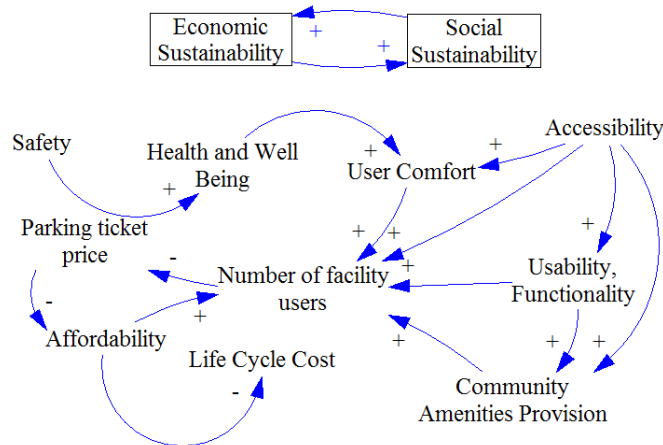 Economic
Sustainability
Social
Sustainability
+
+
Safety
Health and Well
Being
+
Accessibility
User Comfort
+
+
Parking ticket
price
-
-
Number of facility
users
+
+
+
+
Usability,
Functionality
+
Affordability
Life Cycle Cost
-
+
+
+
Community
Amenities Provision